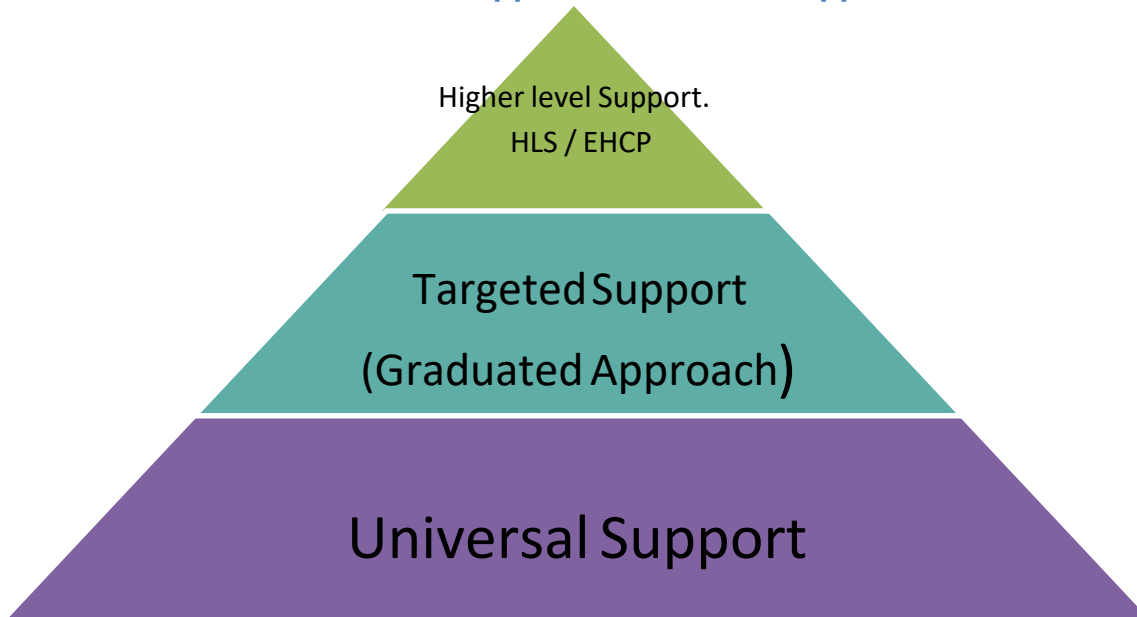 Higher level Support.
HLS / EHCP
Targeted Support
(Graduated Approach)
Universal Support